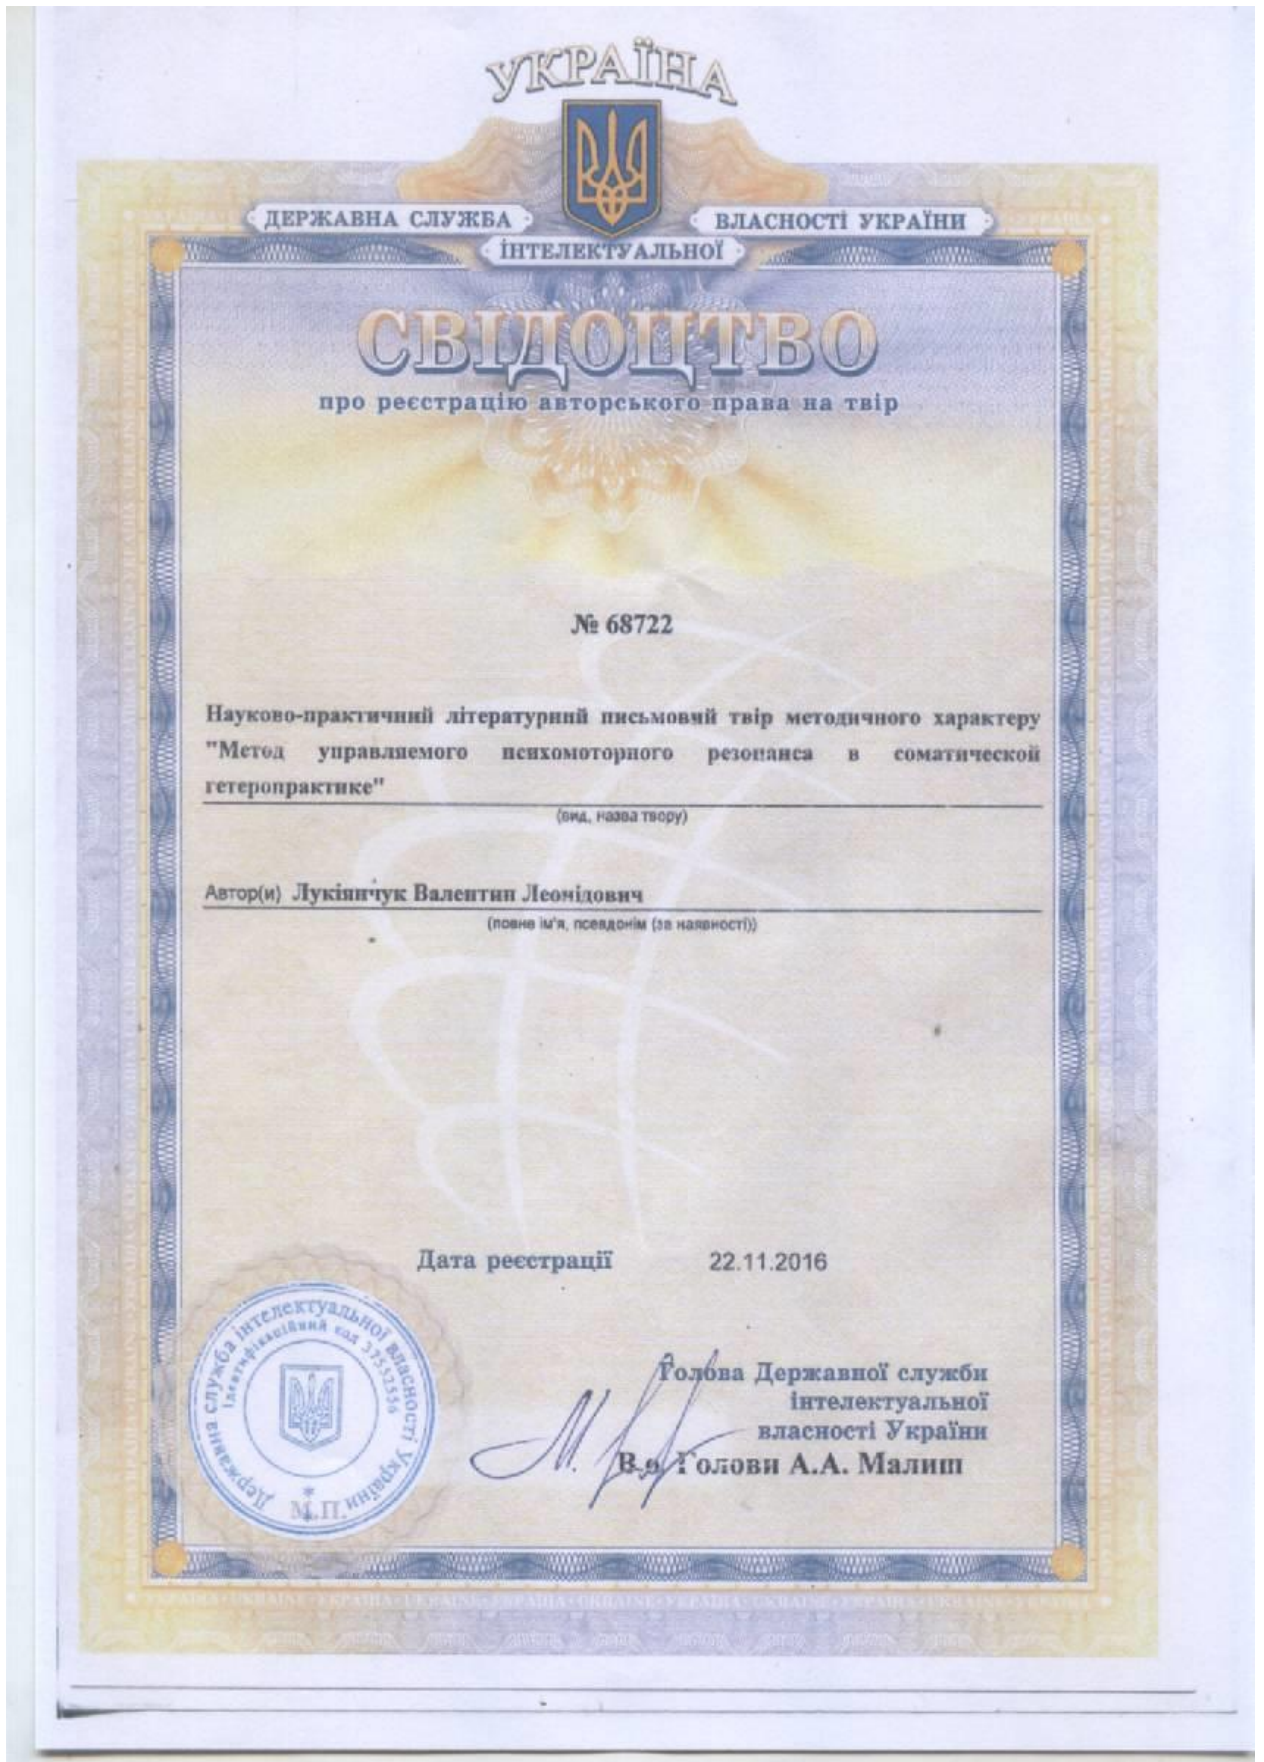 УКРАЇНА
ДЕРЖАВНА СЛУЖБА
ІНТЕЛЕКТУАЛЬНОЇ
ВЛАСНОСТІ УКРАЇНИ
СВІДОЦТВО
про реєстрацію авторського права на твір
№ 68722
Науково-практичний літературний письмовий твір методичного характеру
"Метод управляемого психомоторного резонанса в соматической
гетеропрактике"
(вид, назва твору)
Автор(и) Лукіянчук Валентин Леонідович
(повне ім'я, псевдонім (за наявності))
Дата реєстрації 22.11.2016
Державна служба інтелектуальної власності України
Ідентифікаційний код 37552556
М.П.
Голова Державної служби
інтелектуальної
власності України
В.о. Голови А.А. Малиш